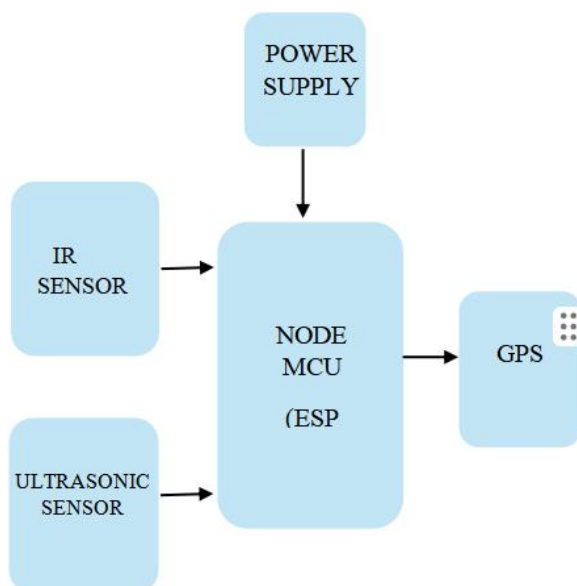 POWER
SUPPLY
IR
SENSOR
NODE
MCU
(ESP
GPS
ULTRASONIC
SENSOR